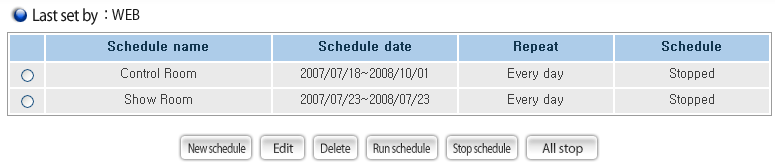 Last set by : WEB
Schedule name Schedule date Repeat Schedule
Control Room 2007/07/18~2008/10/01 Every day Stopped
Show Room 2007/07/23~2008/07/23 Every day Stopped
New schedule Edit Delete Run schedule Stop schedule All stop